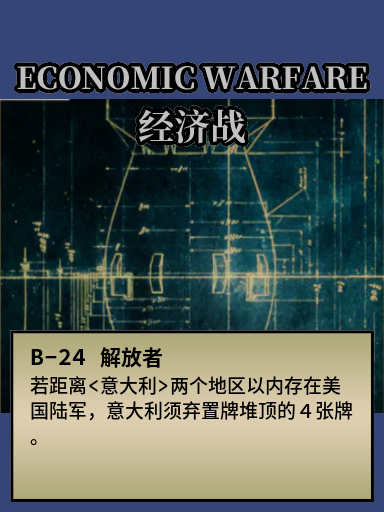 ECONOMIC WARFARE
经济战
B-24 解放者
若距离<意大利>两个地区以内存在美
国陆军，意大利须弃置牌堆顶的４张牌
。